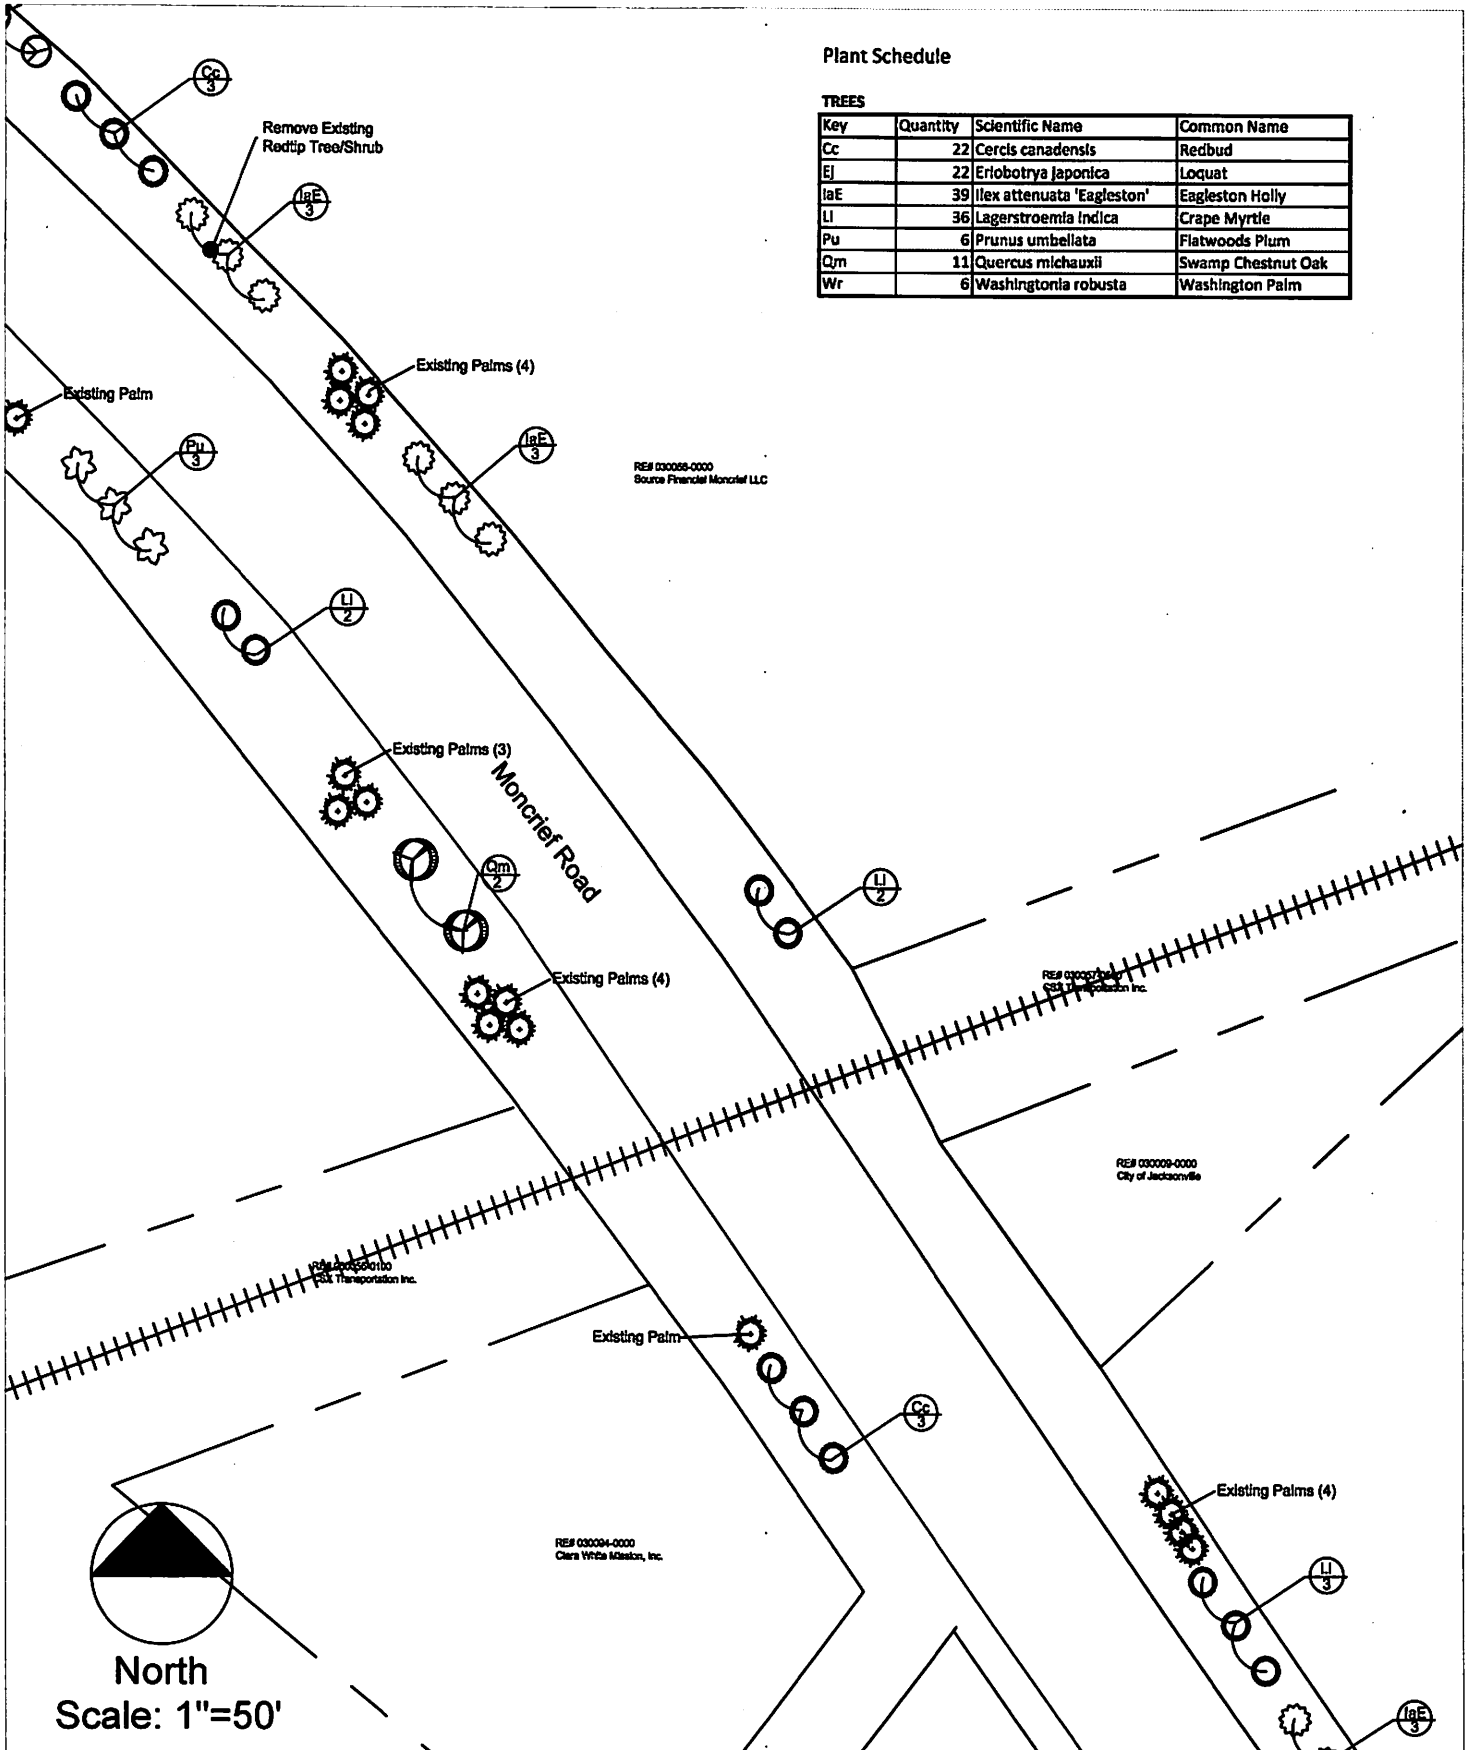 Plant Schedule
TREES
Key Quantity Scientific Name Common Name
Cc 22 Cercis canadensis Redbud
Ej 22 Eriobotrya japonica Loquat
IaE 39 Ilex attenuata 'Eagleston' Eagleston Holly
LI 36 Lagerstroemia indica Crape Myrtle
Pu 6 Prunus umbellata Flatwoods Plum
Qm 11 Quercus michauxii Swamp Chestnut Oak
Wr 6 Washingtonia robusta Washington Palm
Cc
3
Remove Existing
Redtip Tree/Shrub
IaE
3
Existing Palms (4)
Existing Palm
Pu
3
IaE
3
RE# 030056-0000
Source Financial Moncrief LLC
LI
2
Existing Palms (3)
Moncrief Road
Qm
2
LI
2
Existing Palms (4)
CSX Transportation Inc.
RE# 030009-0000
City of Jacksonville
CSX Transportation Inc.
Existing Palm
Cc
3
Existing Palms (4)
RE# 030094-0000
Clara White Mission, Inc.
LI
3
IaE
3
North
Scale: 1"=50'